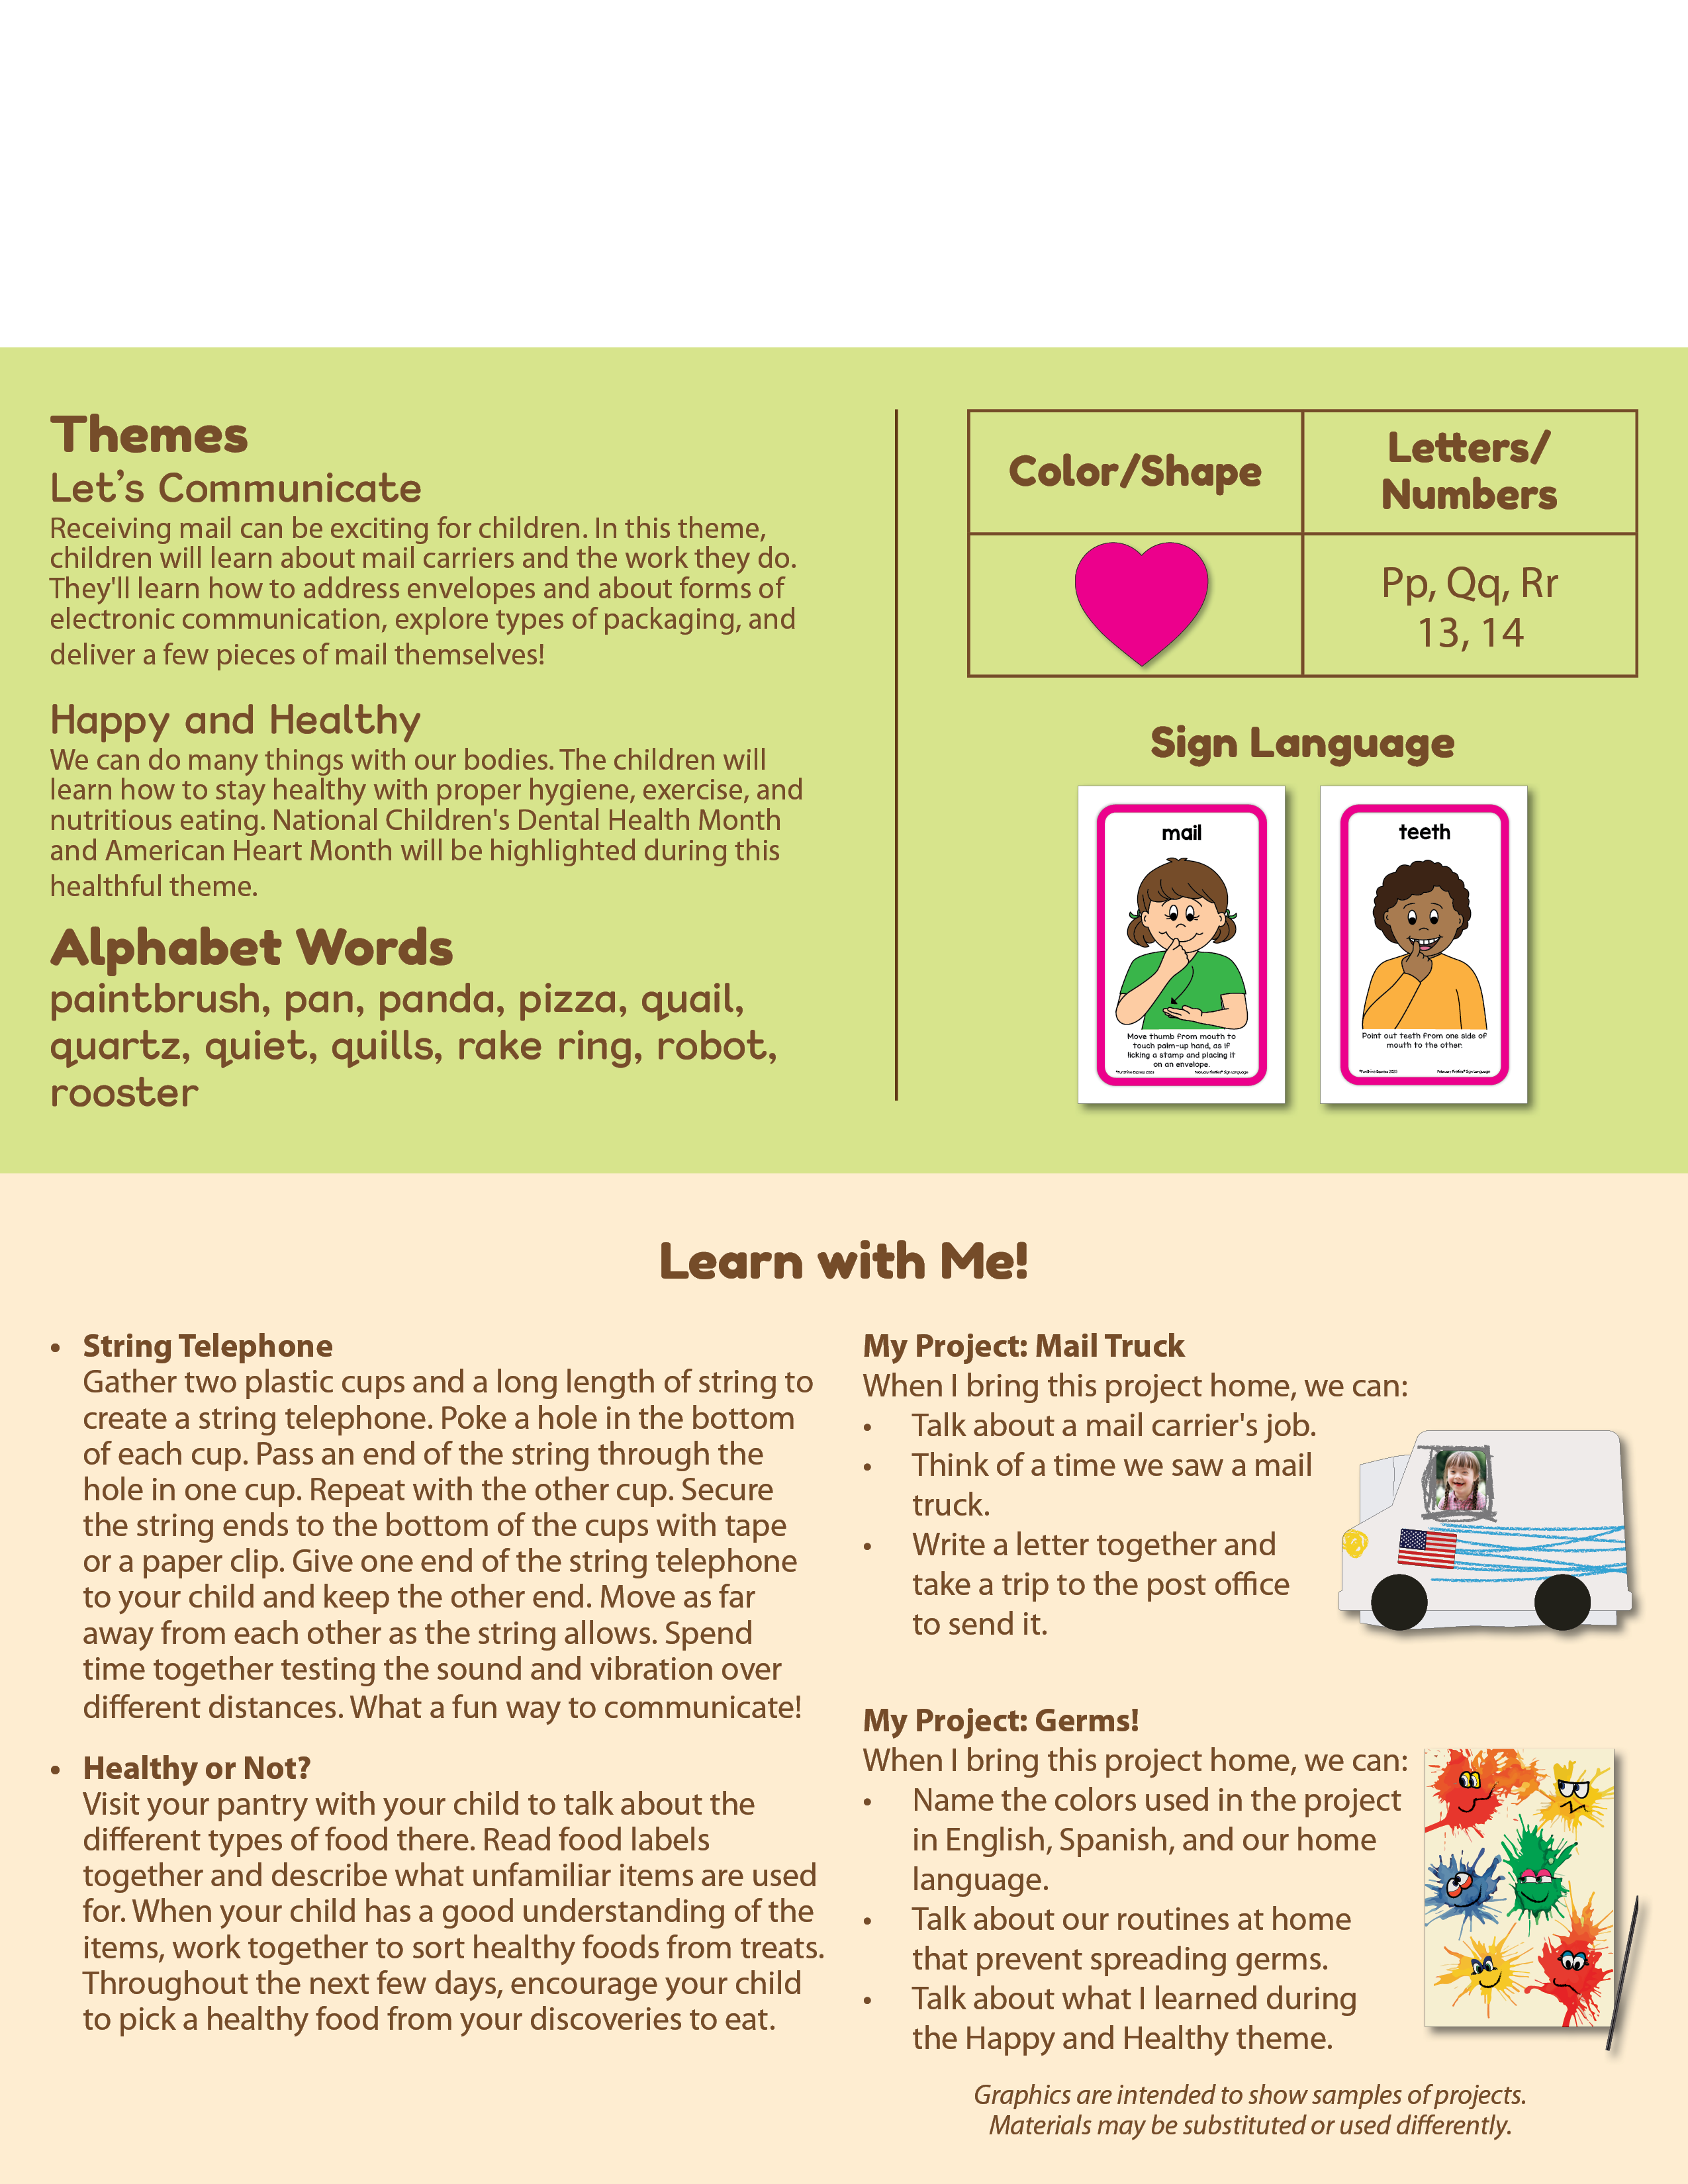 Themes
Let's Communicate
Receiving mail can be exciting for children. In this theme,
children will learn about mail carriers and the work they do.
They'll learn how to address envelopes and about forms of
electronic communication, explore types of packaging, and
deliver a few pieces of mail themselves!
Happy and Healthy
We can do many things with our bodies. The children will
learn how to stay healthy with proper hygiene, exercise, and
nutritious eating. National Children's Dental Health Month
and American Heart Month will be highlighted during this
healthful theme.
Alphabet Words
paintbrush, pan, panda, pizza, quail,
quartz, quiet, quills, rake ring, robot,
rooster
Color/Shape
Letters/
Numbers
Pp, Qq, Rr
13, 14
Sign Language
mail
Move thumb from mouth to
touch palm-up hand, as if
licking a stamp and placing it
on an envelope.
teeth
Point out teeth from one side of
mouth to the other.
Learn with Me!
• String Telephone
Gather two plastic cups and a long length of string to
create a string telephone. Poke a hole in the bottom
of each cup. Pass an end of the string through the
hole in one cup. Repeat with the other cup. Secure
the string ends to the bottom of the cups with tape
or a paper clip. Give one end of the string telephone
to your child and keep the other end. Move as far
away from each other as the string allows. Spend
time together testing the sound and vibration over
different distances. What a fun way to communicate!
• Healthy or Not?
Visit your pantry with your child to talk about the
different types of food there. Read food labels
together and describe what unfamiliar items are used
for. When your child has a good understanding of the
items, work together to sort healthy foods from treats.
Throughout the next few days, encourage your child
to pick a healthy food from your discoveries to eat.
My Project: Mail Truck
When I bring this project home, we can:
• Talk about a mail carrier's job.
• Think of a time we saw a mail
truck.
• Write a letter together and
take a trip to the post office
to send it.
My Project: Germs!
When I bring this project home, we can:
• Name the colors used in the project
in English, Spanish, and our home
language.
• Talk about our routines at home
that prevent spreading germs.
• Talk about what I learned during
the Happy and Healthy theme.
Graphics are intended to show samples of projects.
Materials may be substituted or used differently.